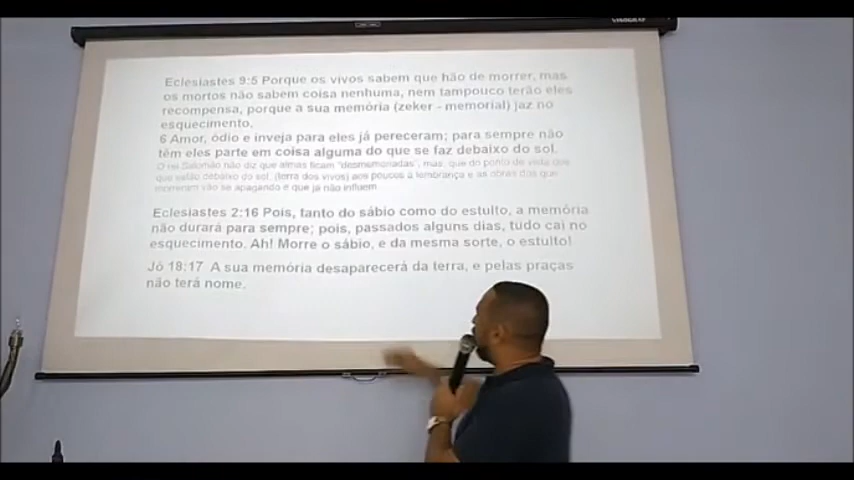 Eclesiastes 9:5 Porque os vivos sabem que hão de morrer, mas
os mortos não sabem coisa nenhuma, nem tampouco terão eles
recompensa, porque a sua memória (zeker - memorial) jaz no
esquecimento.
6 Amor, ódio e inveja para eles já pereceram; para sempre não
têm eles parte em coisa alguma do que se faz debaixo do sol.
O rei Salomão não diz que almas ficam "desmemoriadas", mas, que do ponto de vista dos
que estão debaixo do sol, (terra dos vivos) aos poucos a lembrança e as obras dos que
morreram vão se apagando e que já não influem
Eclesiastes 2:16 Pois, tanto do sábio como do estulto, a memória
não durará para sempre; pois, passados alguns dias, tudo cai no
esquecimento. Ah! Morre o sábio, e da mesma sorte, o estulto!
Jó 18:17 A sua memória desaparecerá da terra, e pelas praças
não terá nome.